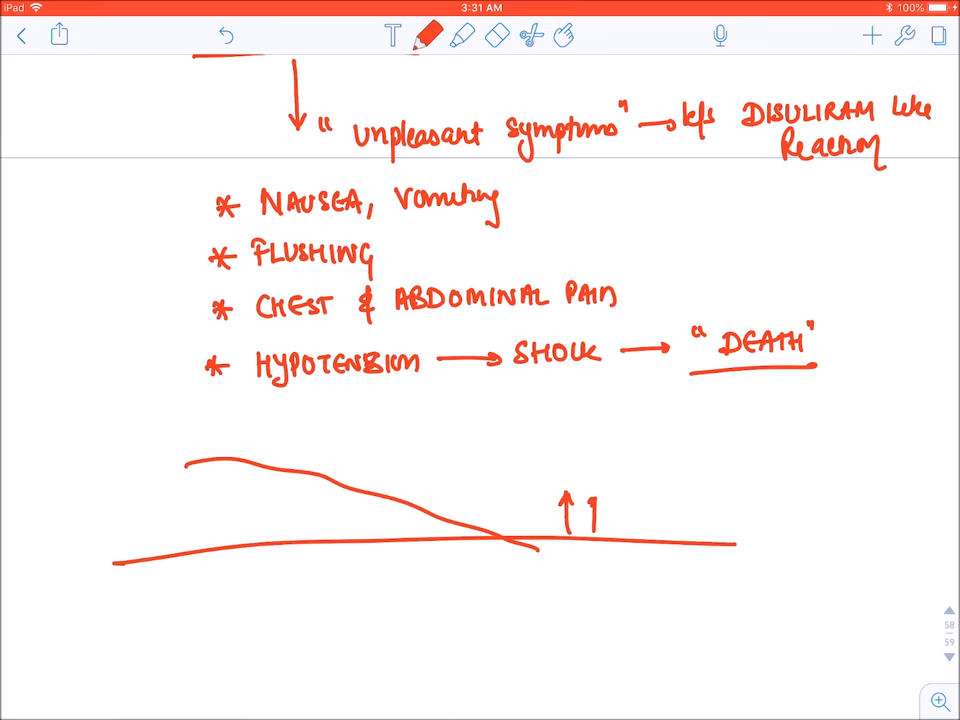 iPad 3:31 AM 100%
T
"Unpleasant Symptoms" → k/s DISULIRAM like
Reaction
* NAUSEA, Vomiting
* FLUSHING
* CHEST & ABDOMINAL PAIN
* HYPOTENSION → SHOCK → "DEATH"
↑
58
59